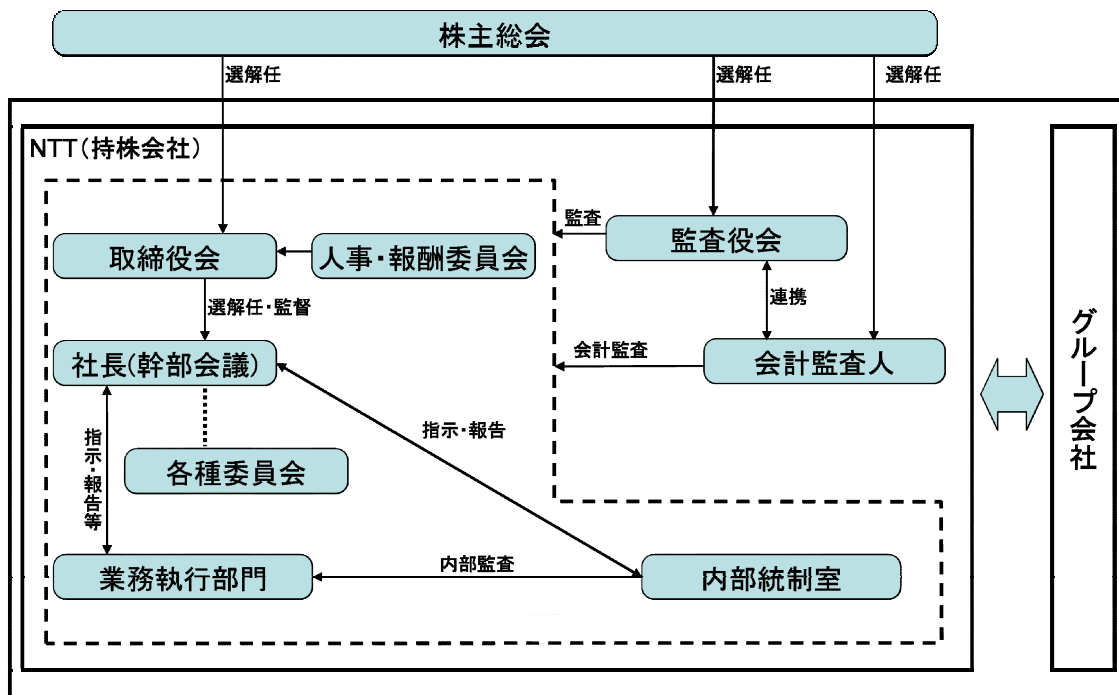 株主総会
選解任
選解任
選解任
NTT（持株会社）
監査
監査役会
取締役会
人事・報酬委員会
連携
選解任・監督
社長（幹部会議）
会計監査
会計監査人
グループ会社
指示・報告
各種委員会
指示・報告等
業務執行部門
内部監査
内部統制室